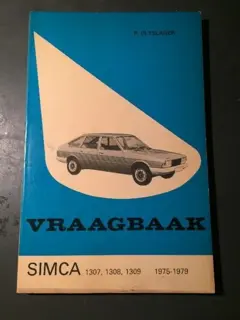 P. OLYSLAGER
VRAAGBAAK
SIMCA 1307, 1308, 1309 1975-1979